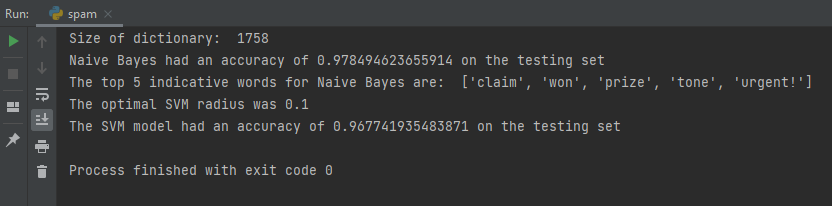 Run: spam
Size of dictionary:  1758
Naive Bayes had an accuracy of 0.978494623655914 on the testing set
The top 5 indicative words for Naive Bayes are:  ['claim', 'won', 'prize', 'tone', 'urgent!']
The optimal SVM radius was 0.1
The SVM model had an accuracy of 0.967741935483871 on the testing set
Process finished with exit code 0